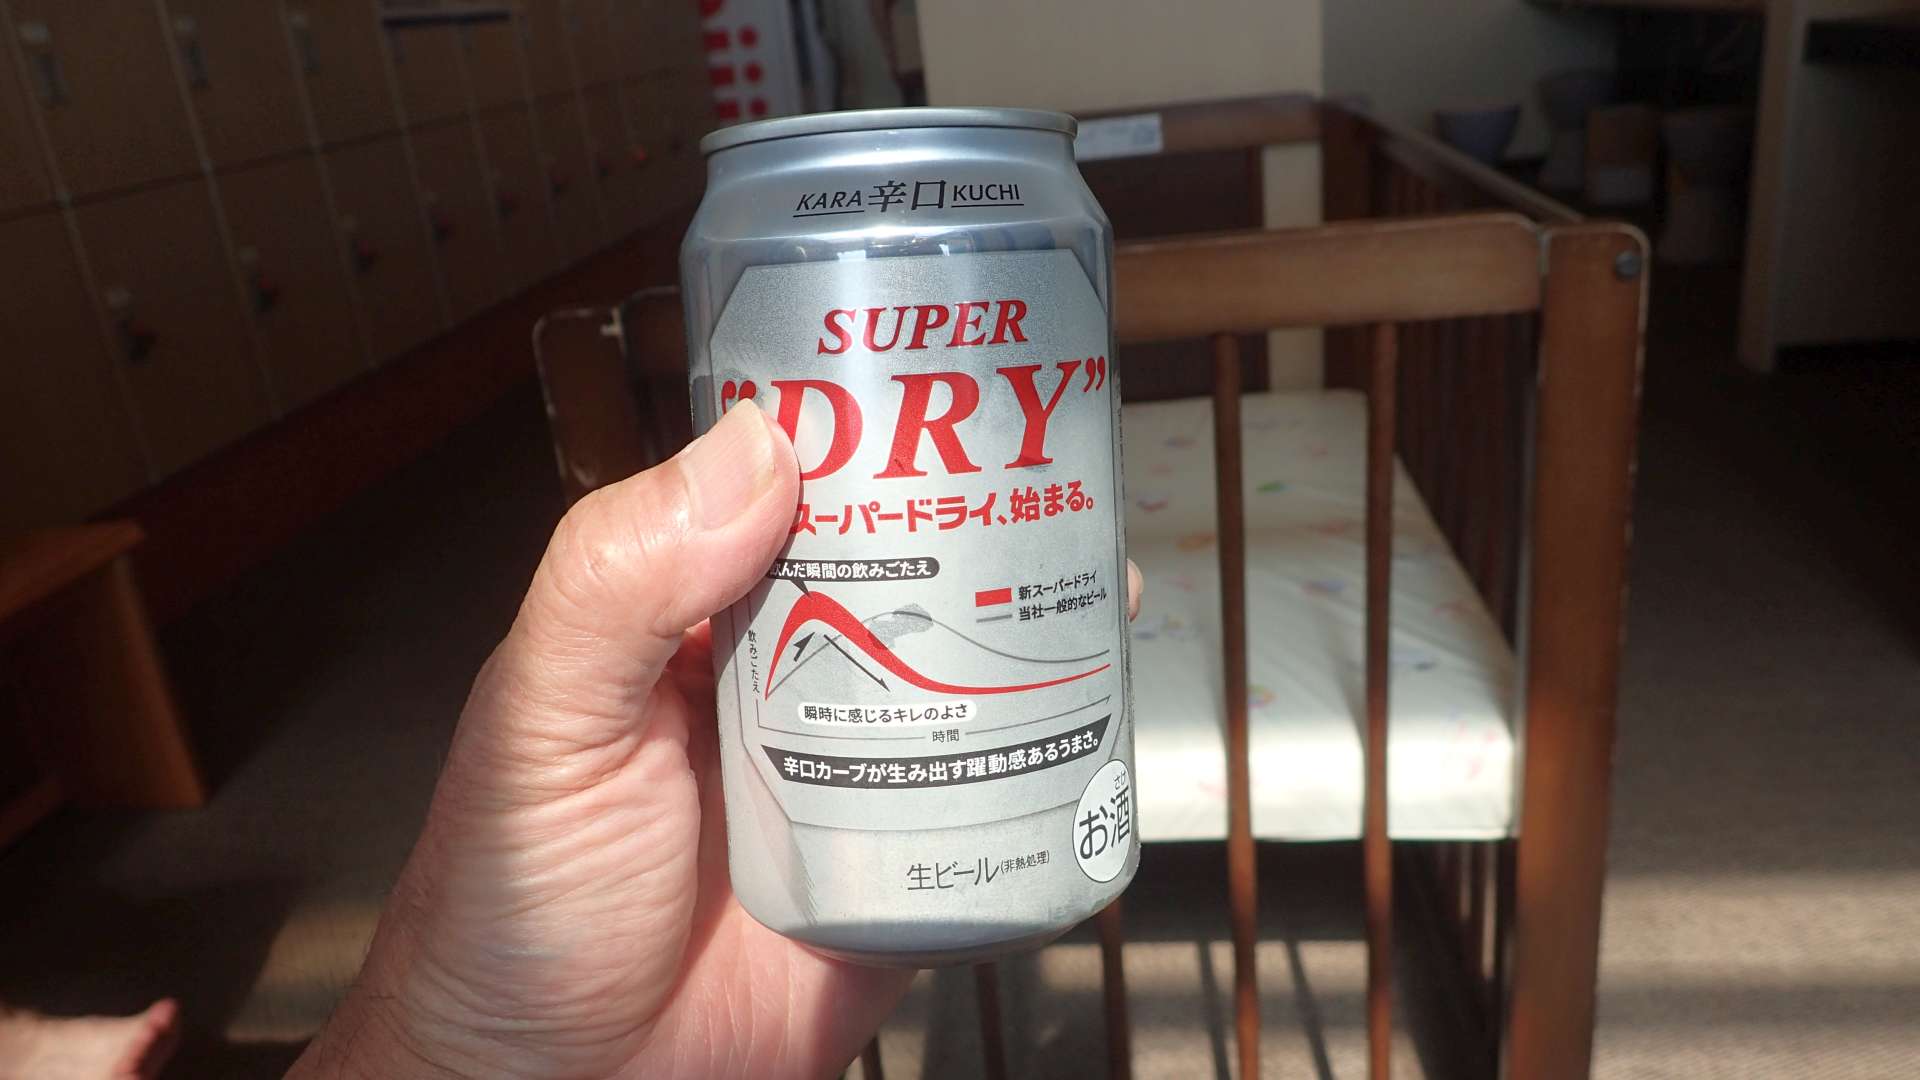 KARA 辛口 KUCHI
SUPER
“DRY”
スーパードライ、始まる。
飲んだ瞬間の飲みごたえ
新スーパードライ
当社一般的なビール
飲みごたえ
瞬時に感じるキレのよさ
時間
辛口カーブが生み出す躍動感あるうまさ。
さけ
お酒
生ビール(非熱処理)